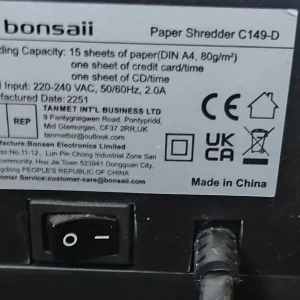 bonsaii
Paper Shredder C149-D
ding Capacity: 15 sheets of paper(DIN A4, 80g/m²)
one sheet of credit card/time
one sheet of CD/time
Input: 220-240 VAC, 50/60Hz, 2.0A
ufactured Date: 2251
TANMET INT'L BUSINESS LTD
REP
9 Pantygraigwen Road, Pontypridd,
Mid Glamorgan, CF37 2RR,UK
tanmetbiz@outlook.com
facture:Bonsen Electronics Limited
ss:No.11-12, Lun Pin Chong Industrial Zone San
Community, Hou Jie Town 523961 Dongguan
gdong PEOPLE'S REPUBLIC OF CHINA
omer Service:customer-care@bonsaii.com
CE
UK
CA
Made in China